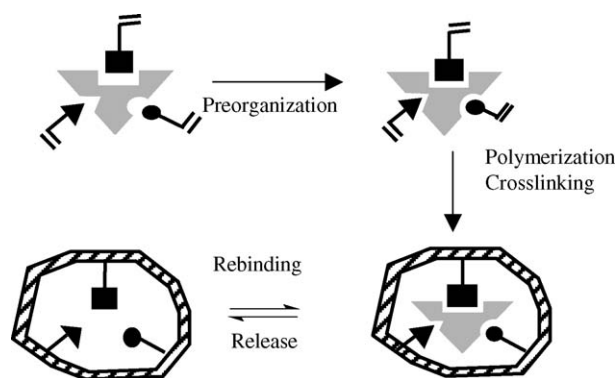 Preorganization
Polymerization
Crosslinking
Rebinding
Release